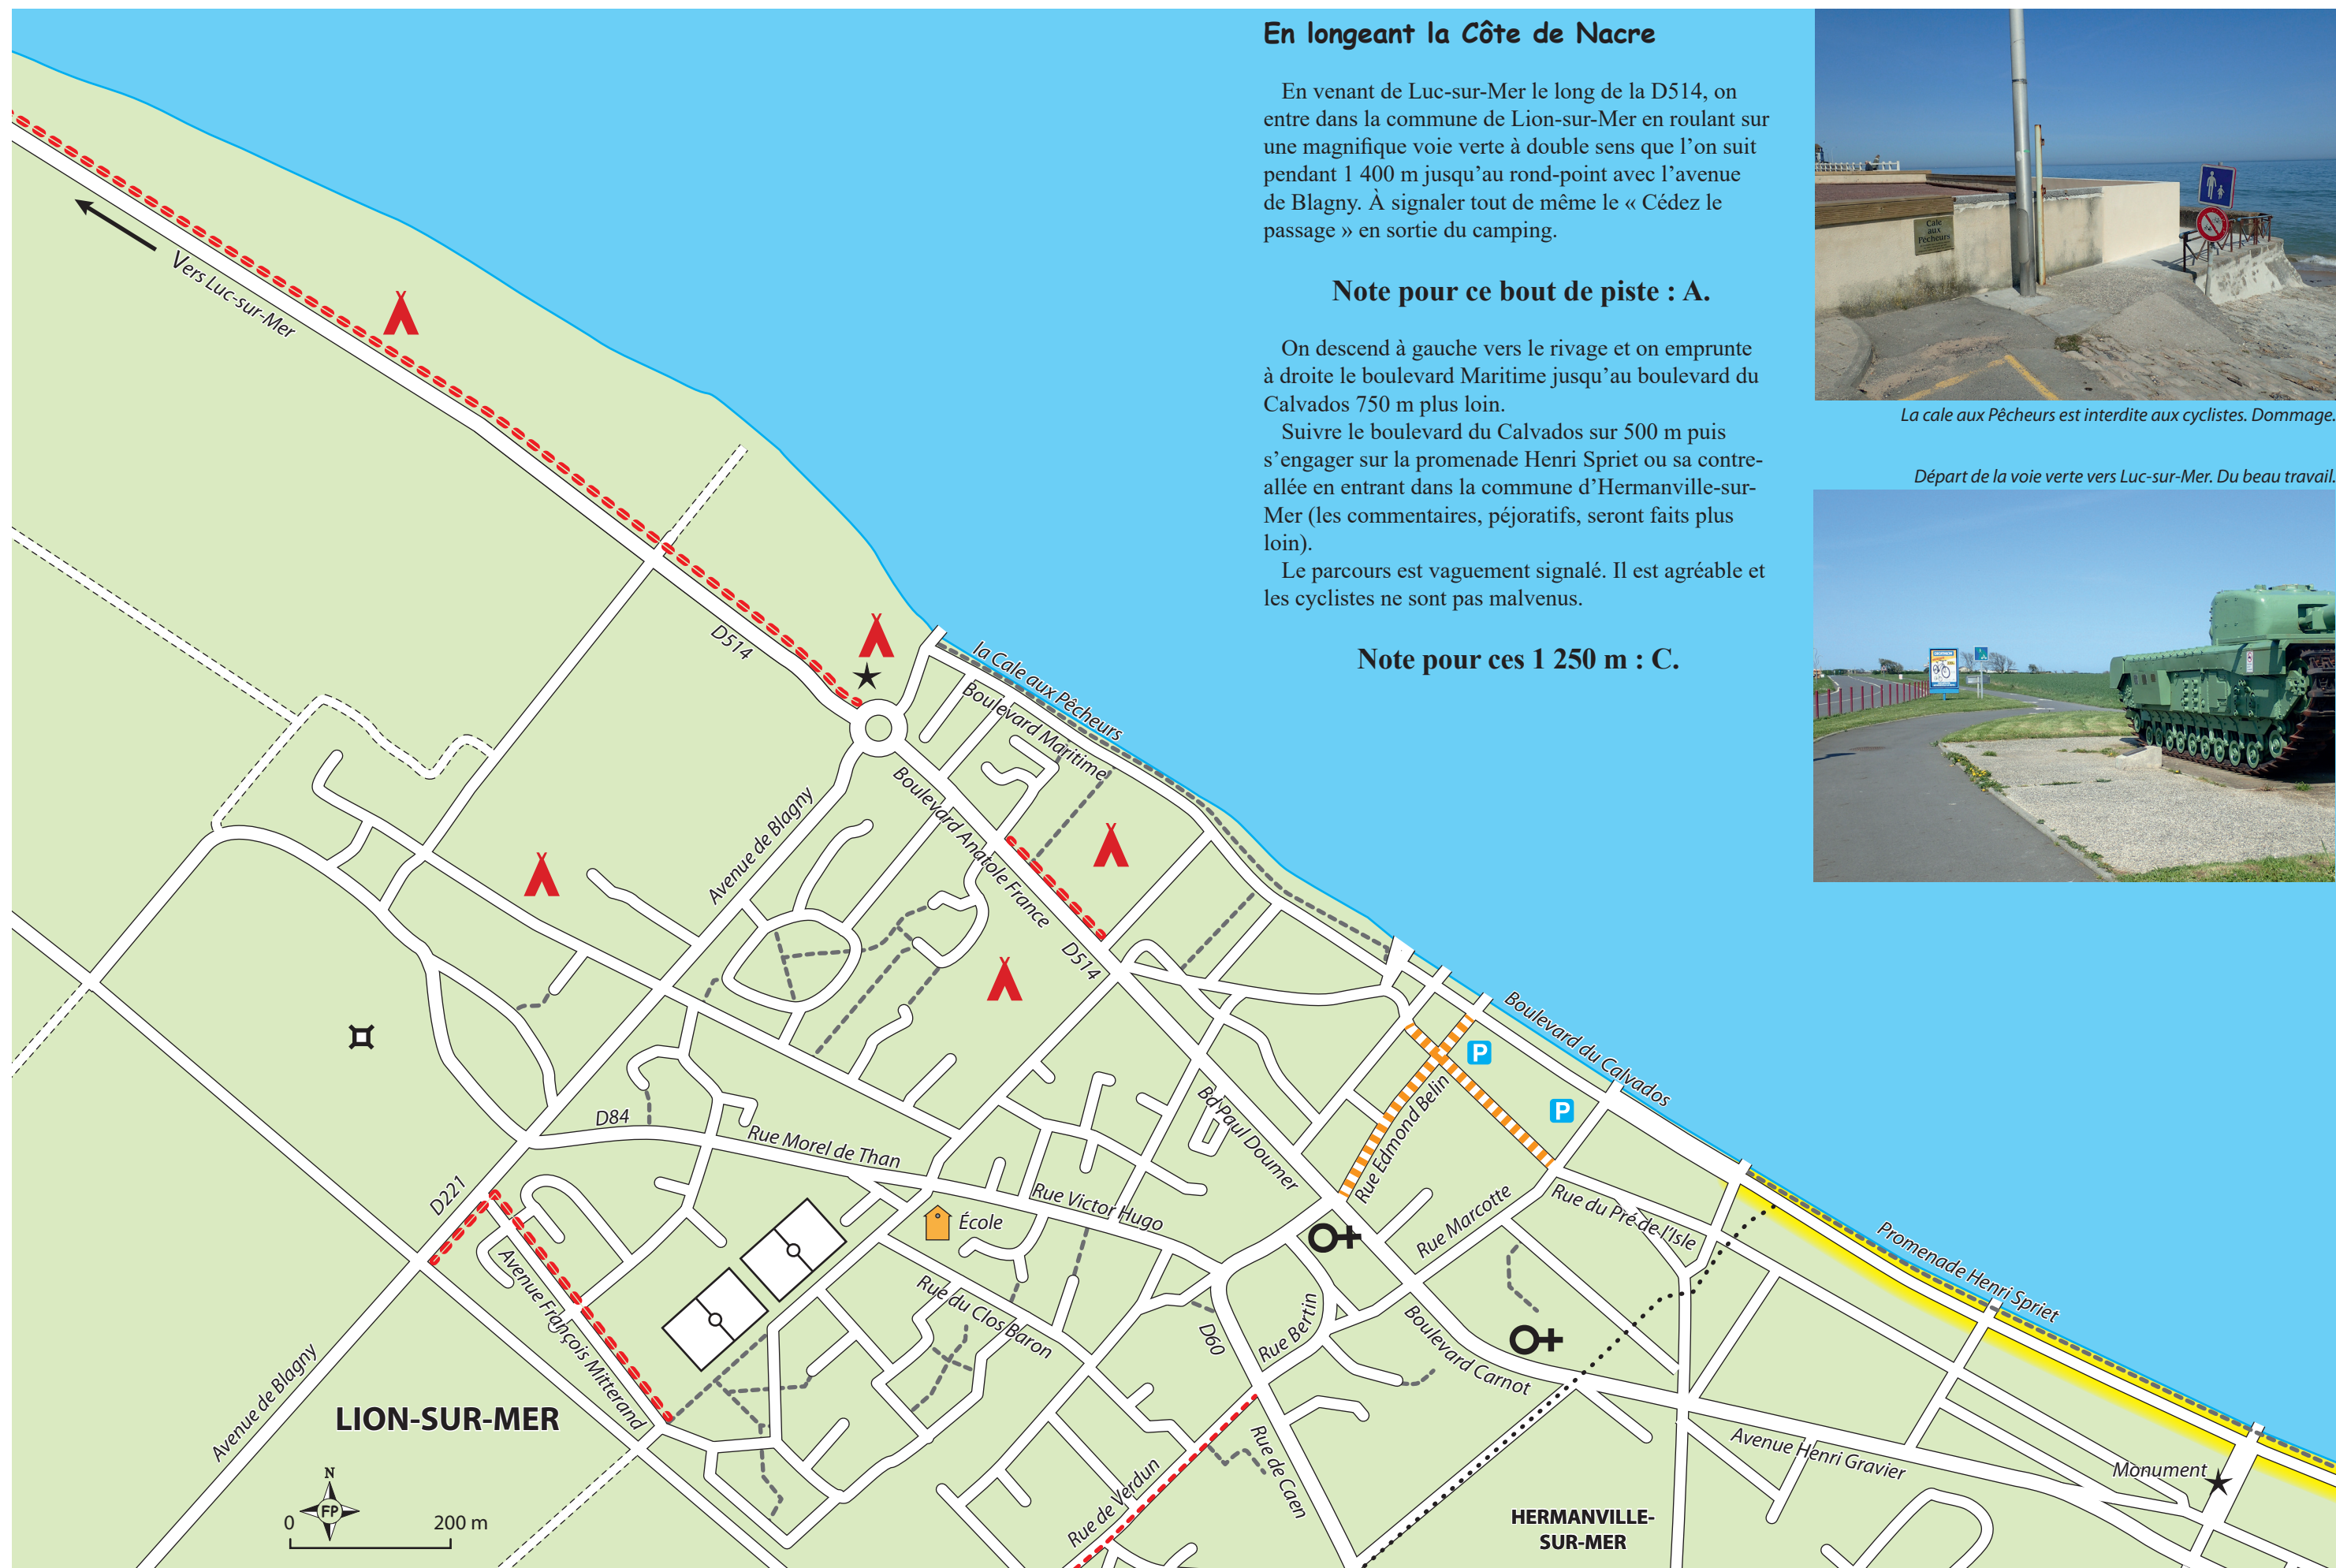 En longeant la Côte de Nacre
En venant de Luc-sur-Mer le long de la D514, on
entre dans la commune de Lion-sur-Mer en roulant sur
une magnifique voie verte à double sens que l’on suit
pendant 1 400 m jusqu’au rond-point avec l’avenue
de Blagny. À signaler tout de même le « Cédez le
passage » en sortie du camping.
Note pour ce bout de piste : A.
On descend à gauche vers le rivage et on emprunte
à droite le boulevard Maritime jusqu’au boulevard du
Calvados 750 m plus loin.
Suivre le boulevard du Calvados sur 500 m puis
s’engager sur la promenade Henri Spriet ou sa contre-
allée en entrant dans la commune d’Hermanville-sur-
Mer (les commentaires, péjoratifs, seront faits plus
loin).
Le parcours est vaguement signalé. Il est agréable et
les cyclistes ne sont pas malvenus.
Note pour ces 1 250 m : C.
Cale
aux
Pêcheurs
La cale aux Pêcheurs est interdite aux cyclistes. Dommage.
Départ de la voie verte vers Luc-sur-Mer. Du beau travail.
Vers Luc-sur-Mer
D514
la Cale aux Pêcheurs
Boulevard Maritime
Boulevard Anatole France
Avenue de Blagny
D514
Boulevard du Calvados
P
P
Bd Paul Doumer
Rue Edmond Belin
D84
Rue Morel de Than
Rue Victor Hugo
Rue Marcotte
Rue du Pré-de-l’Isle
D221
École
Promenade Henri Spriet
Avenue François Mitterand
Rue du Clos Baron
D60
Rue Bertin
Boulevard Carnot
Avenue de Blagny
LION-SUR-MER
Rue de Caen
Rue de Verdun
Avenue Henri Gravier
Monument
HERMANVILLE-
SUR-MER
N
FP
0 200 m